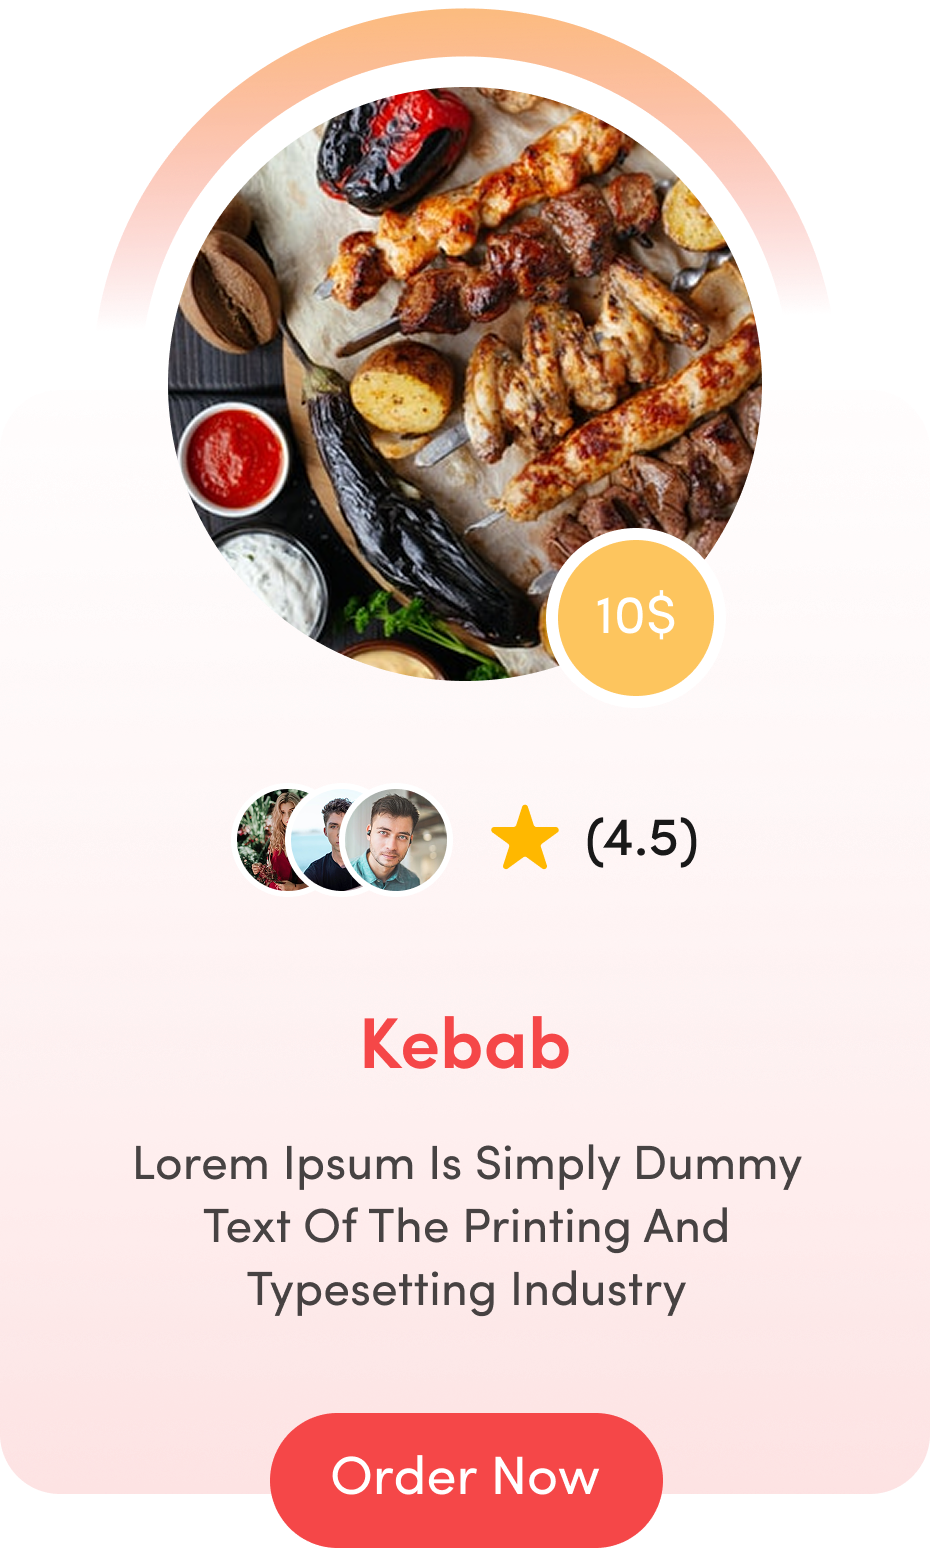 10$
(4.5)
Kebab
Lorem Ipsum Is Simply Dummy
Text Of The Printing And
Typesetting Industry
Order Now